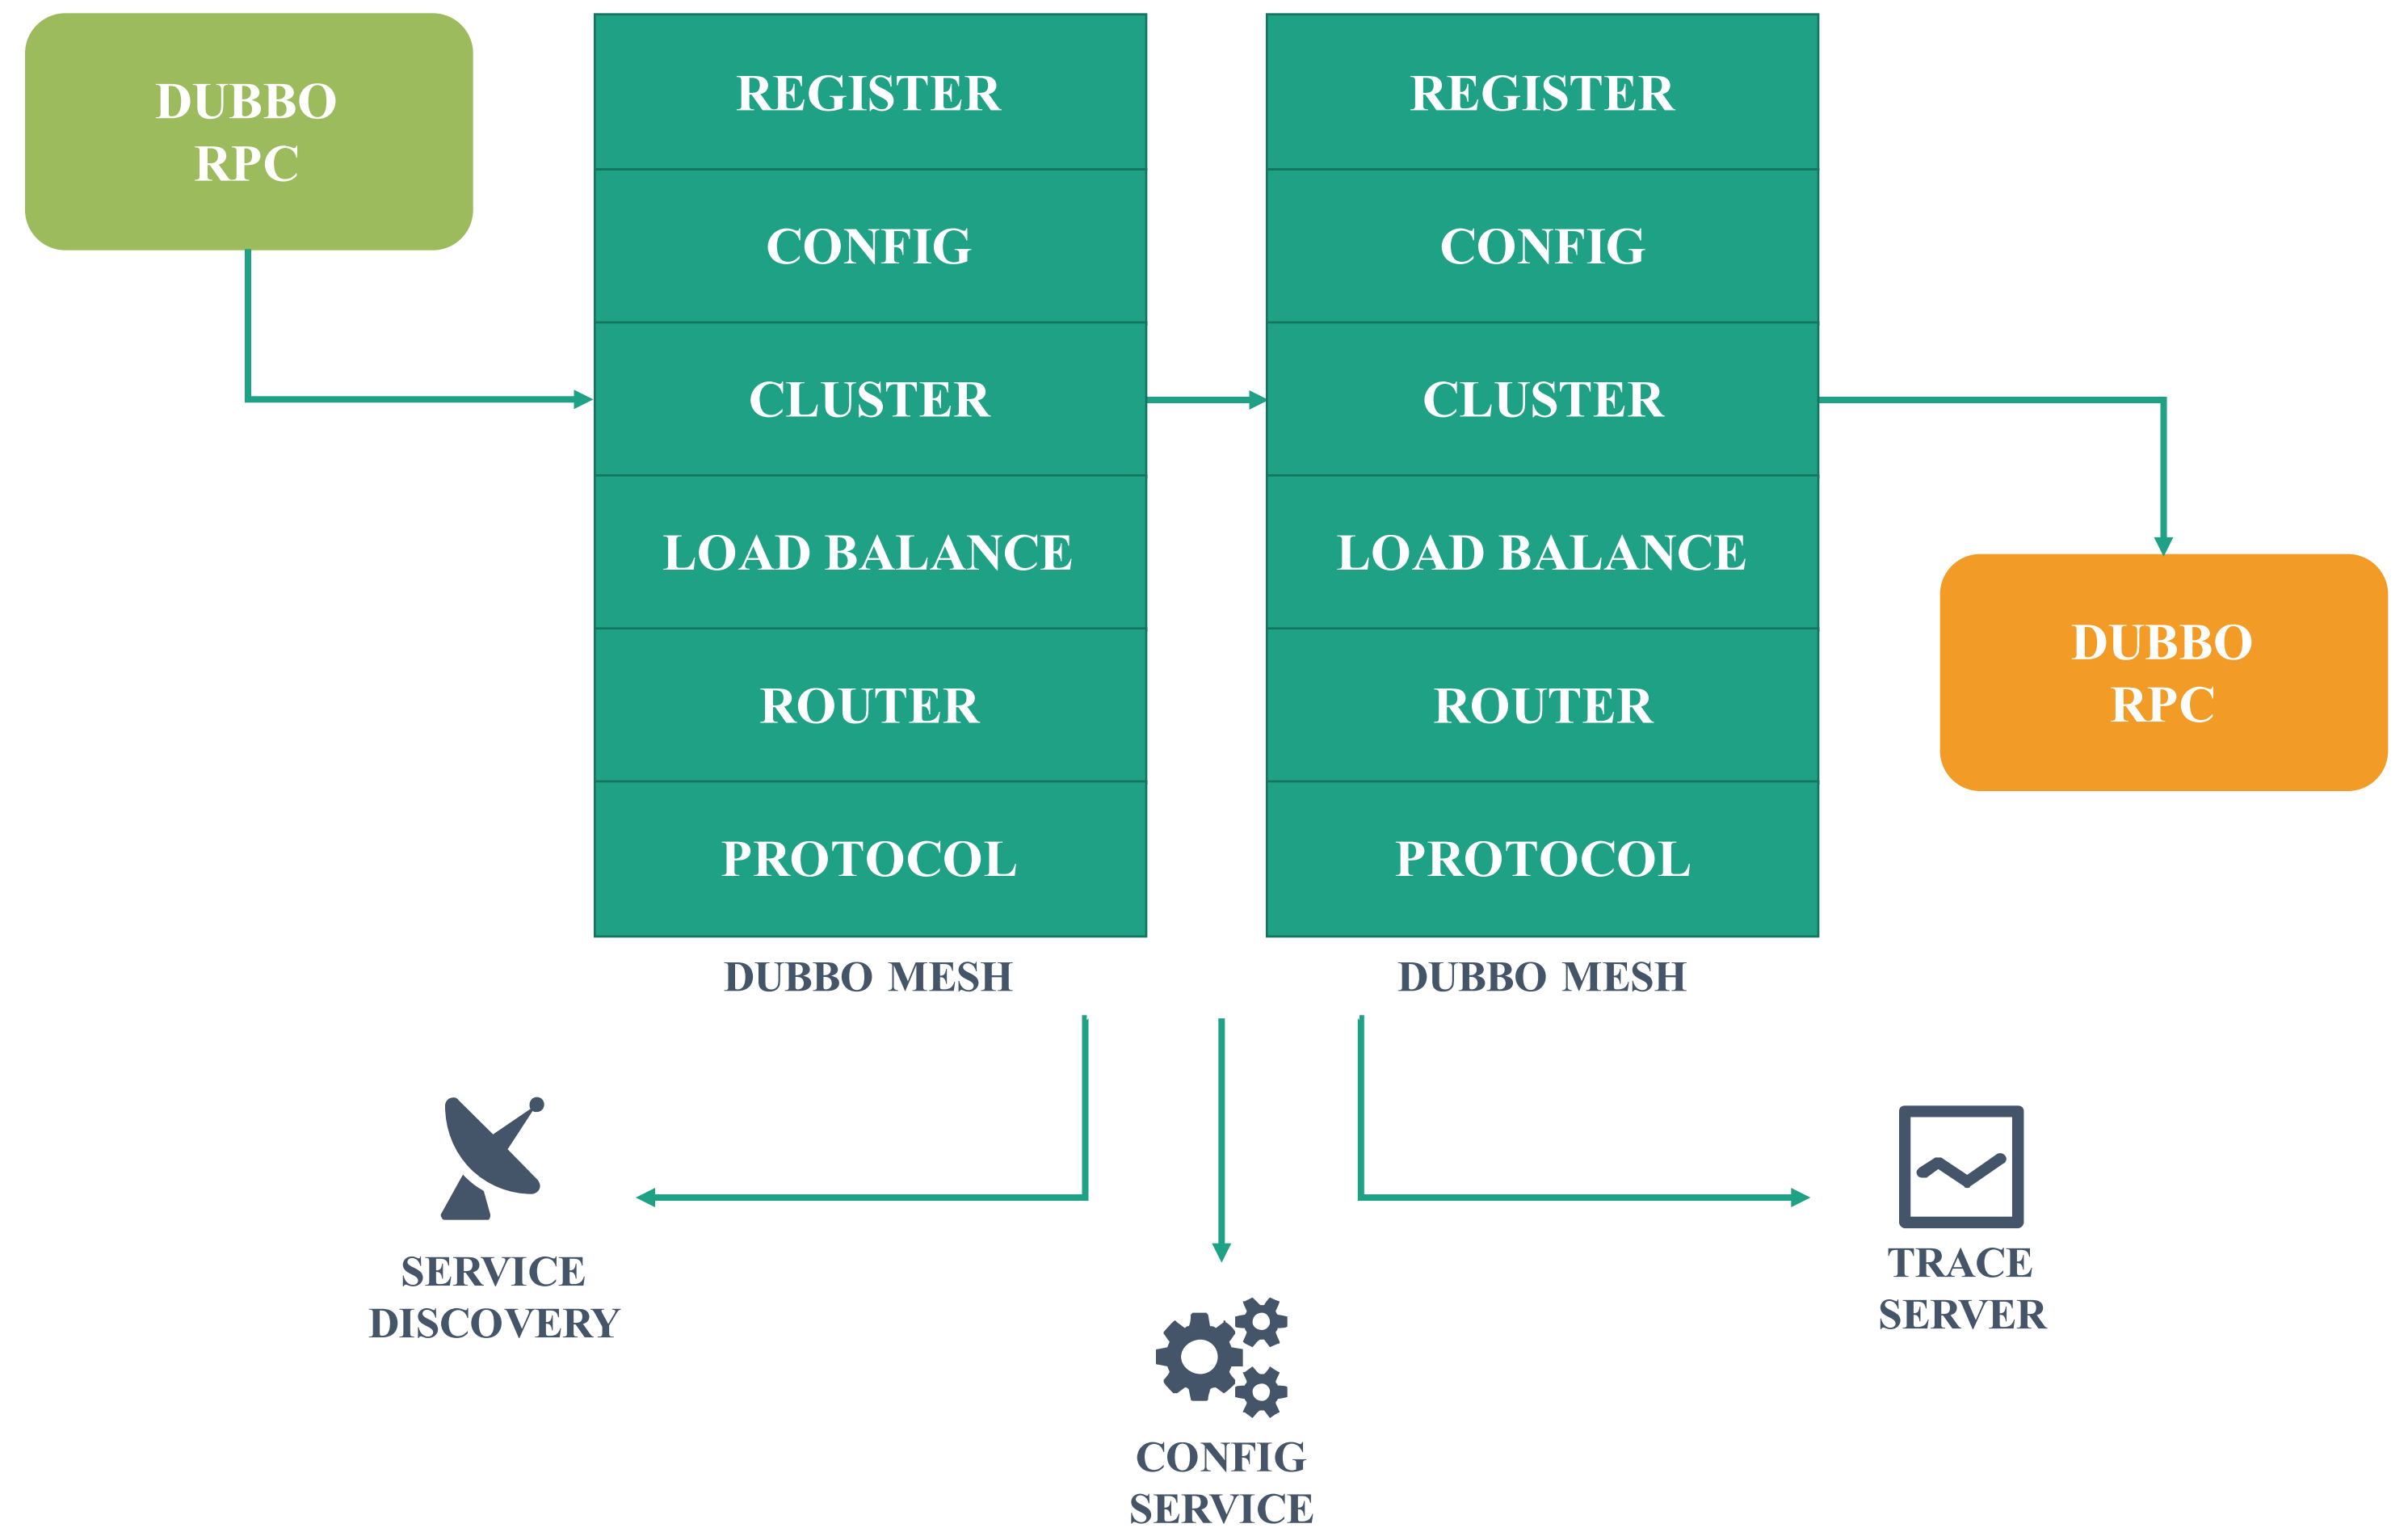 DUBBO
RPC
REGISTER
CONFIG
CLUSTER
LOAD BALANCE
ROUTER
PROTOCOL
DUBBO MESH
REGISTER
CONFIG
CLUSTER
LOAD BALANCE
ROUTER
PROTOCOL
DUBBO MESH
DUBBO
RPC
SERVICE
DISCOVERY
CONFIG
SERVICE
TRACE
SERVER